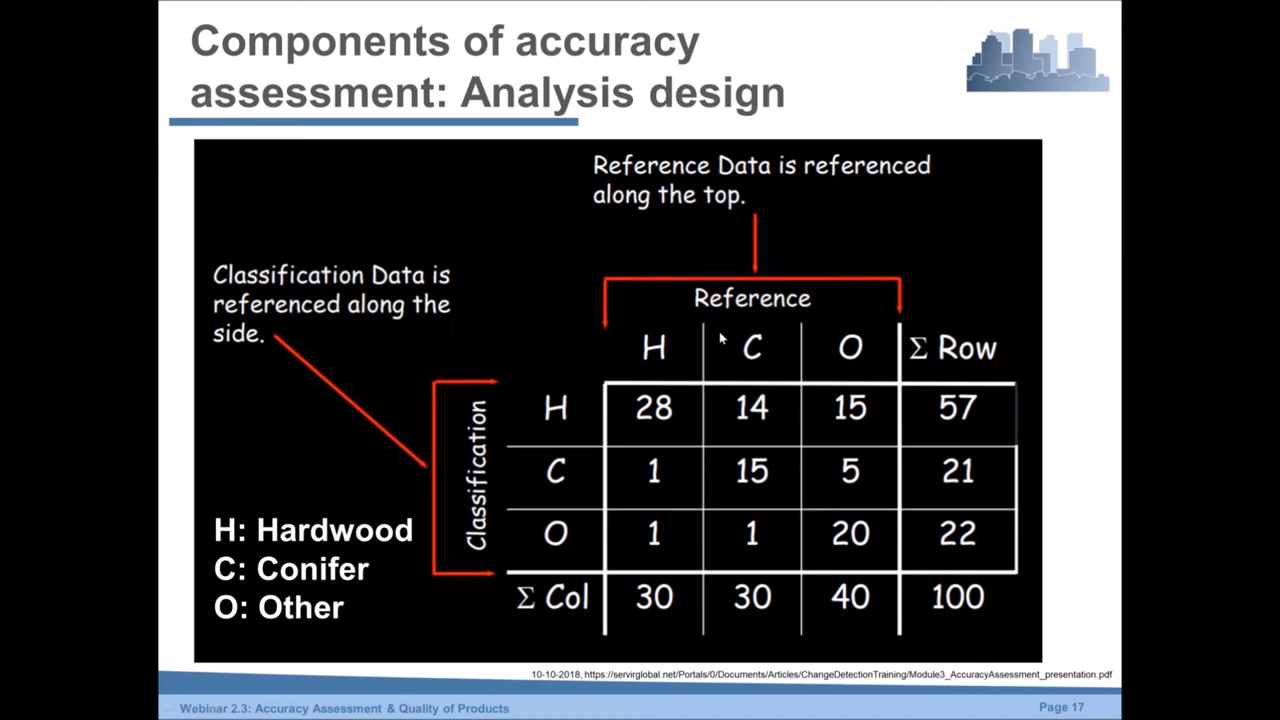 Components of accuracy
assessment: Analysis design
Reference Data is referenced
along the top.
Classification Data is
referenced along the
side.
Reference
H C O Σ Row
Classification
H 28 14 15 57
C 1 15 5 21
O 1 1 20 22
Σ Col 30 30 40 100
H: Hardwood
C: Conifer
O: Other
10-10-2018, https://servirglobal.net/Portals/0/Documents/Articles/ChangeDetectionTraining/Module3_AccuracyAssessment_presentation.pdf
Webinar 2.3: Accuracy Assessment & Quality of Products
Page 17